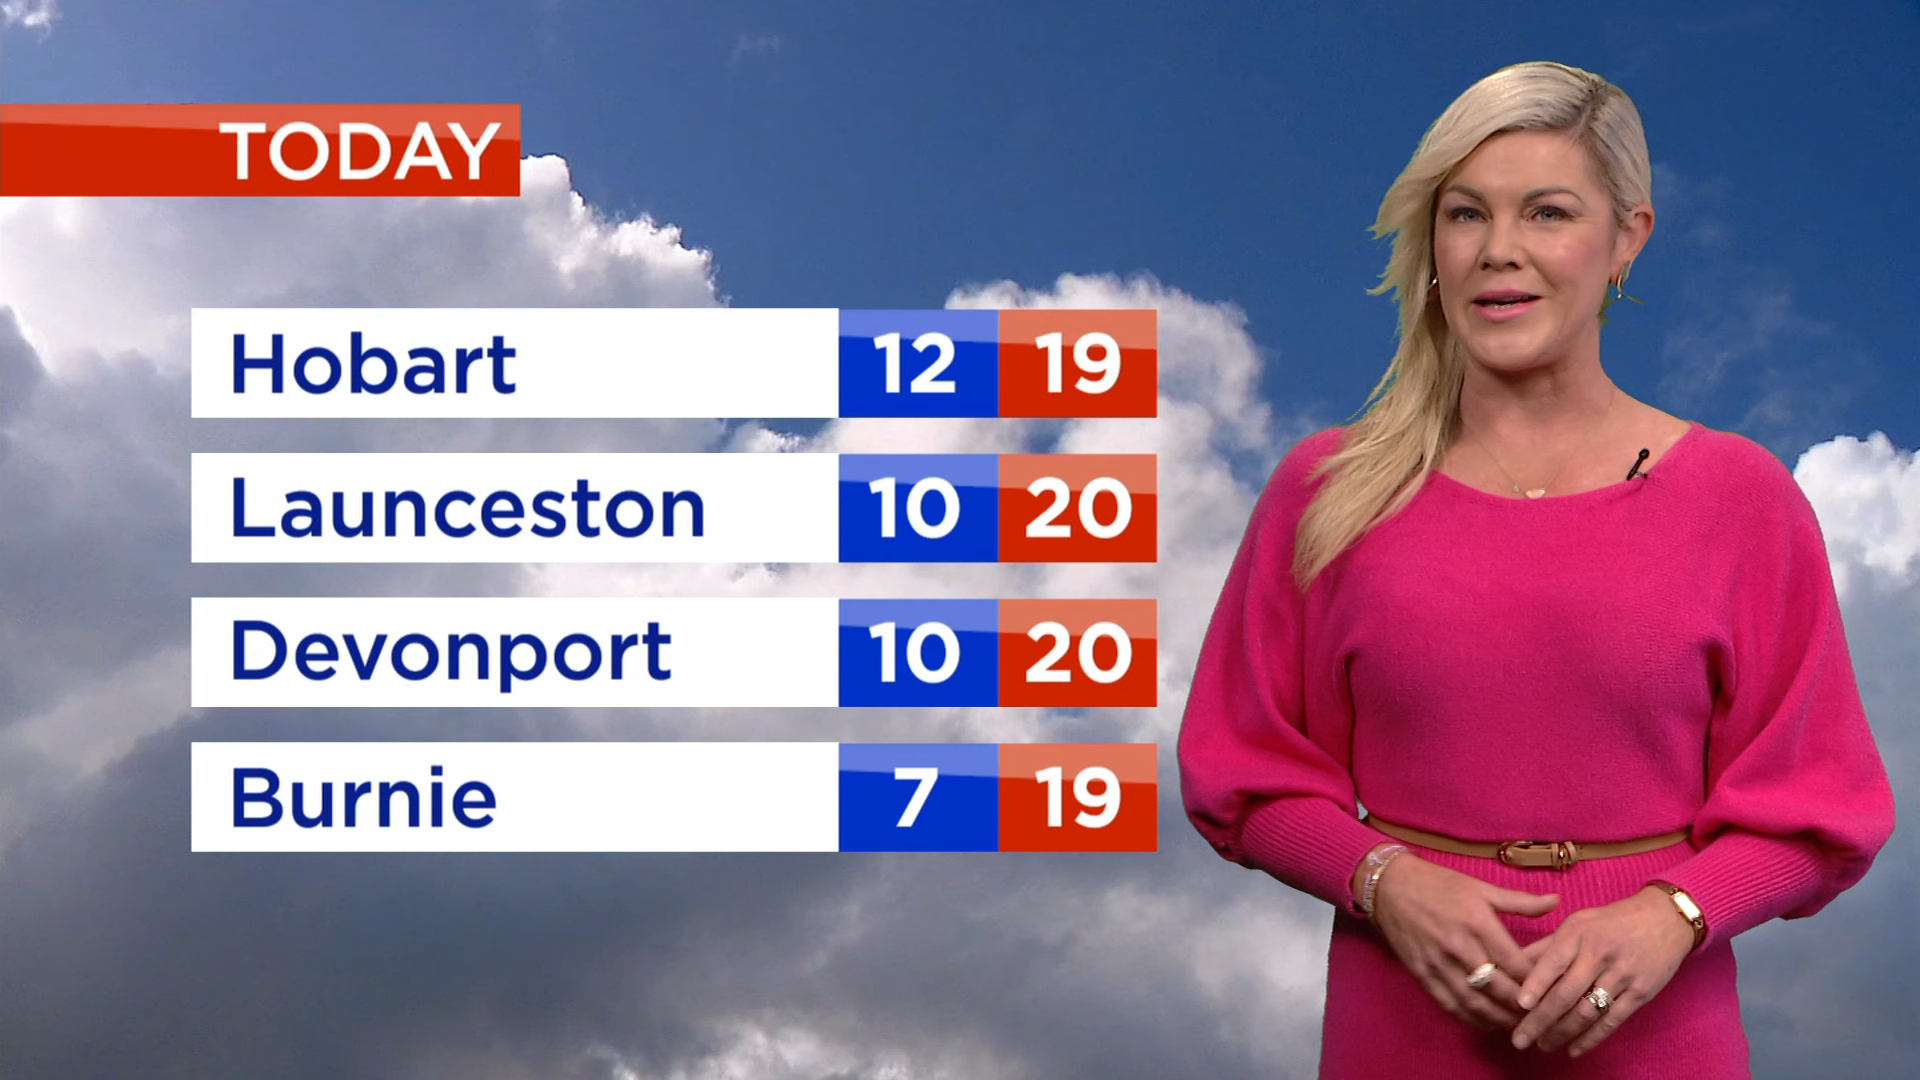 TODAY
Hobart 12 19
Launceston 10 20
Devonport 10 20
Burnie 7 19